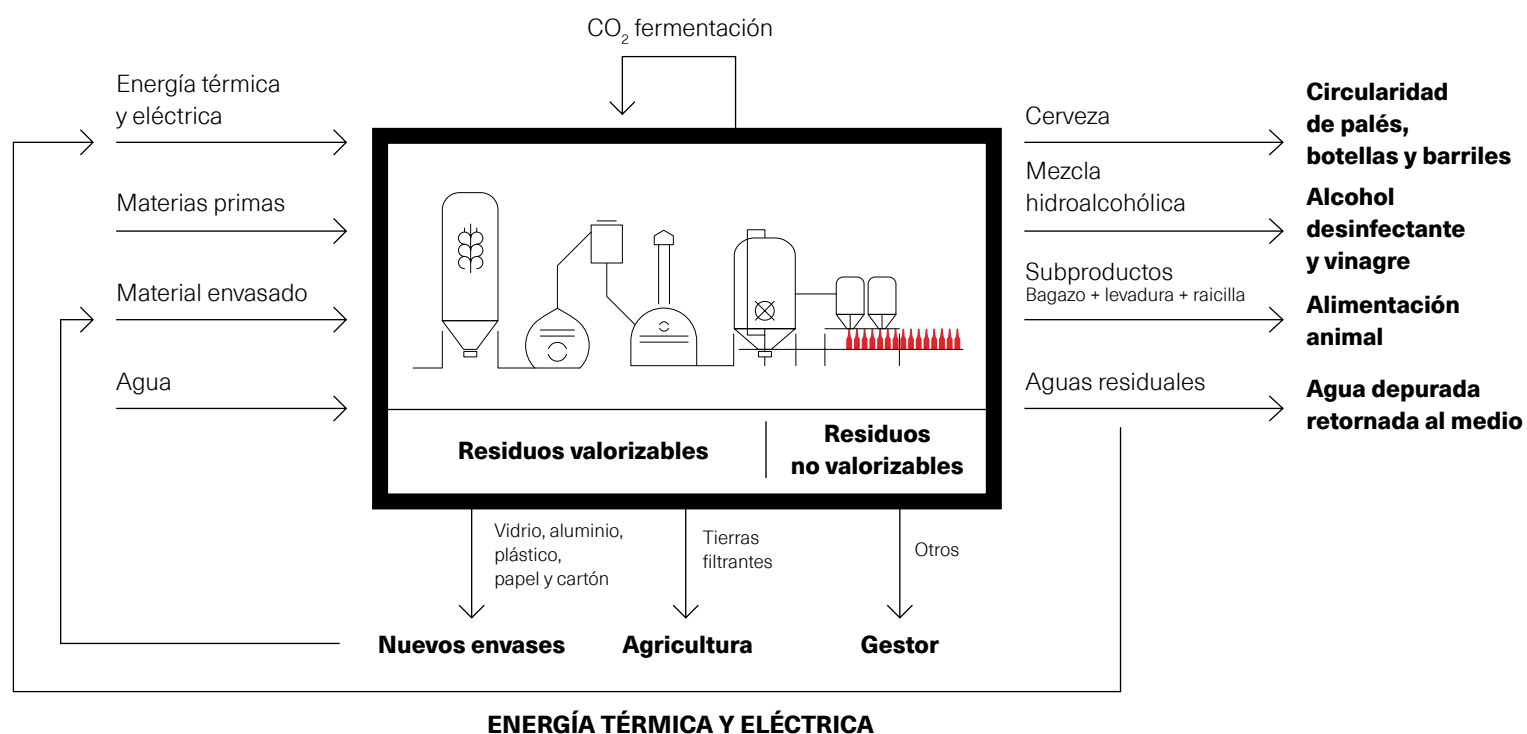 CO2 fermentación
Energía térmica
y eléctrica
Materias primas
Material envasado
Agua
Cerveza
Mezcla
hidroalcohólica
Subproductos
Bagazo + levadura + raicilla
Aguas residuales
Circularidad
de palés,
botellas y barriles
Alcohol
desinfectante
y vinagre
Alimentación
animal
Agua depurada
retornada al medio
Residuos valorizables
Residuos
no valorizables
Vidrio, aluminio,
plástico,
papel y cartón
Tierras
filtrantes
Otros
Nuevos envases
Agricultura
Gestor
ENERGÍA TÉRMICA Y ELÉCTRICA